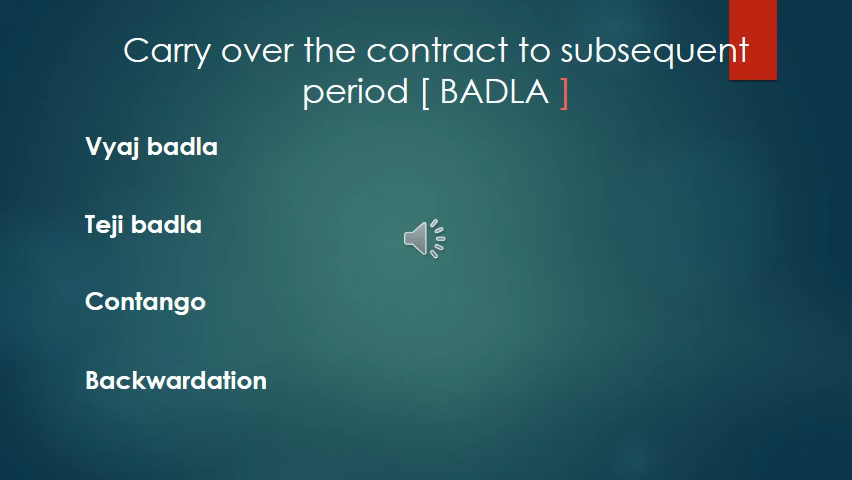 Carry over the contract to subsequent
period [ BADLA ]
Vyaj badla
Teji badla
Contango
Backwardation